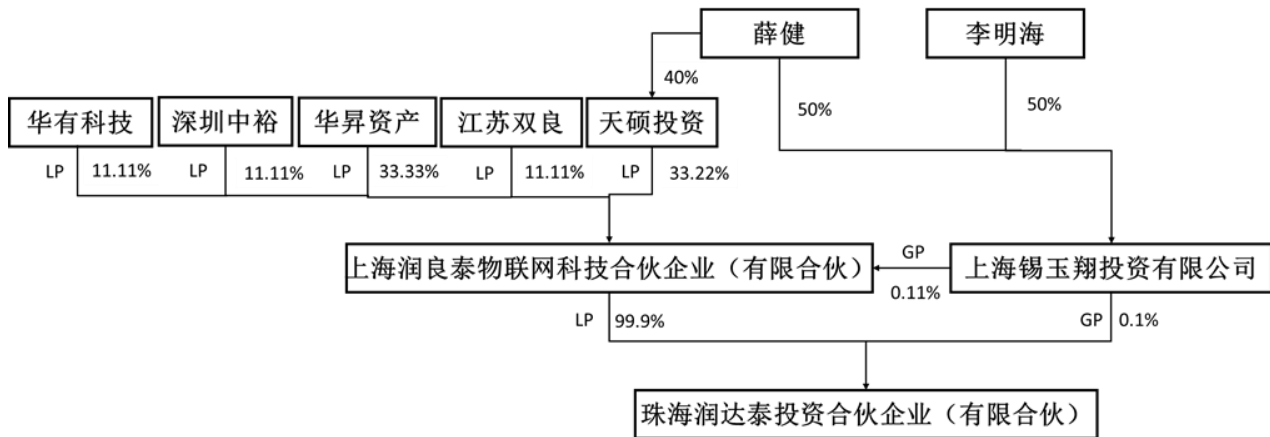 薛健
李明海
40%
50%
50%
华有科技
深圳中裕
华昇资产
江苏双良
天硕投资
LP 11.11%
11.11%
LP 33.33%
LP 11.11%
LP 33.22%
上海润良泰物联网科技合伙企业（有限合伙）
GP
0.11%
上海锡玉翔投资有限公司
LP 99.9%
GP 0.1%
珠海润达泰投资合伙企业（有限合伙）